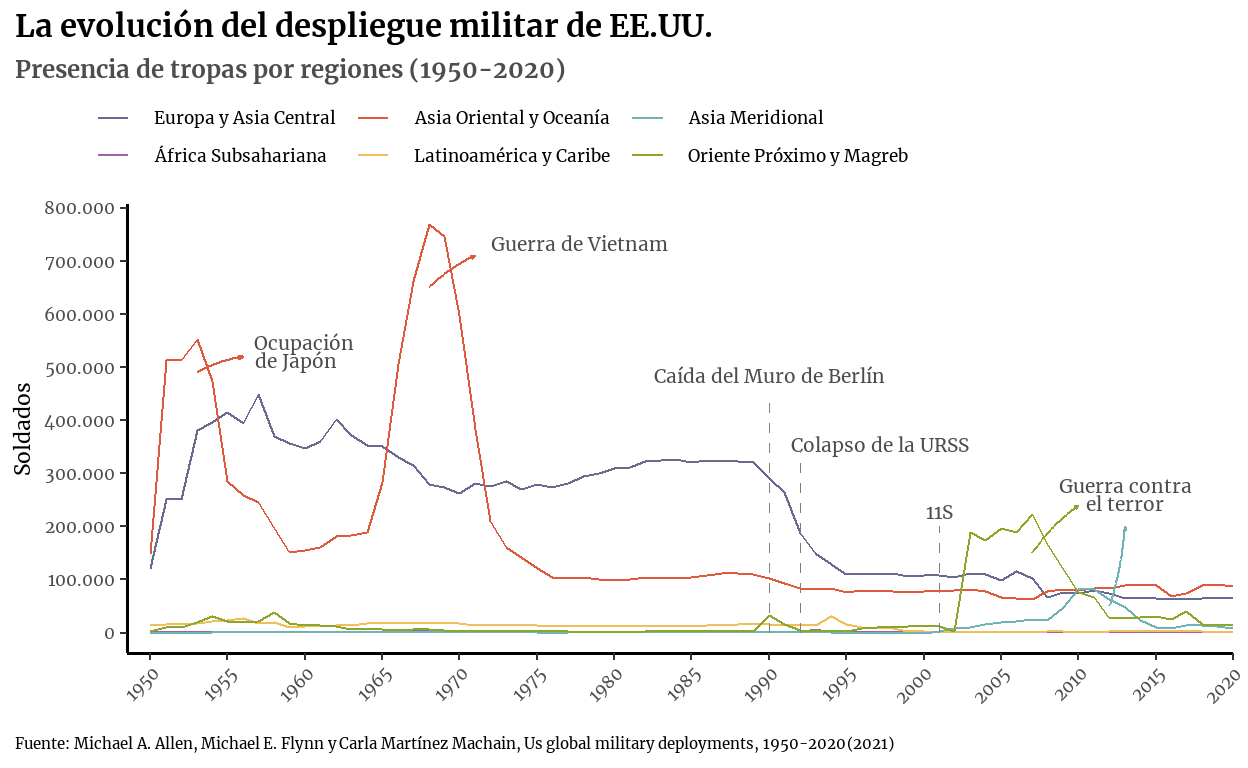 La evolución del despliegue militar de EE.UU.
Presencia de tropas por regiones (1950-2020)
Europa y Asia Central
Asia Oriental y Oceanía
Asia Meridional
África Subsahariana
Latinoamérica y Caribe
Oriente Próximo y Magreb
Soldados
800.000
700.000
600.000
500.000
400.000
300.000
200.000
100.000
0
Guerra de Vietnam
Ocupación
de Japón
Caída del Muro de Berlín
Colapso de la URSS
11S
Guerra contra
el terror
1950
1955
1960
1965
1970
1975
1980
1985
1990
1995
2000
2005
2010
2015
2020
Fuente: Michael A. Allen, Michael E. Flynn y Carla Martínez Machain, Us global military deployments, 1950-2020(2021)